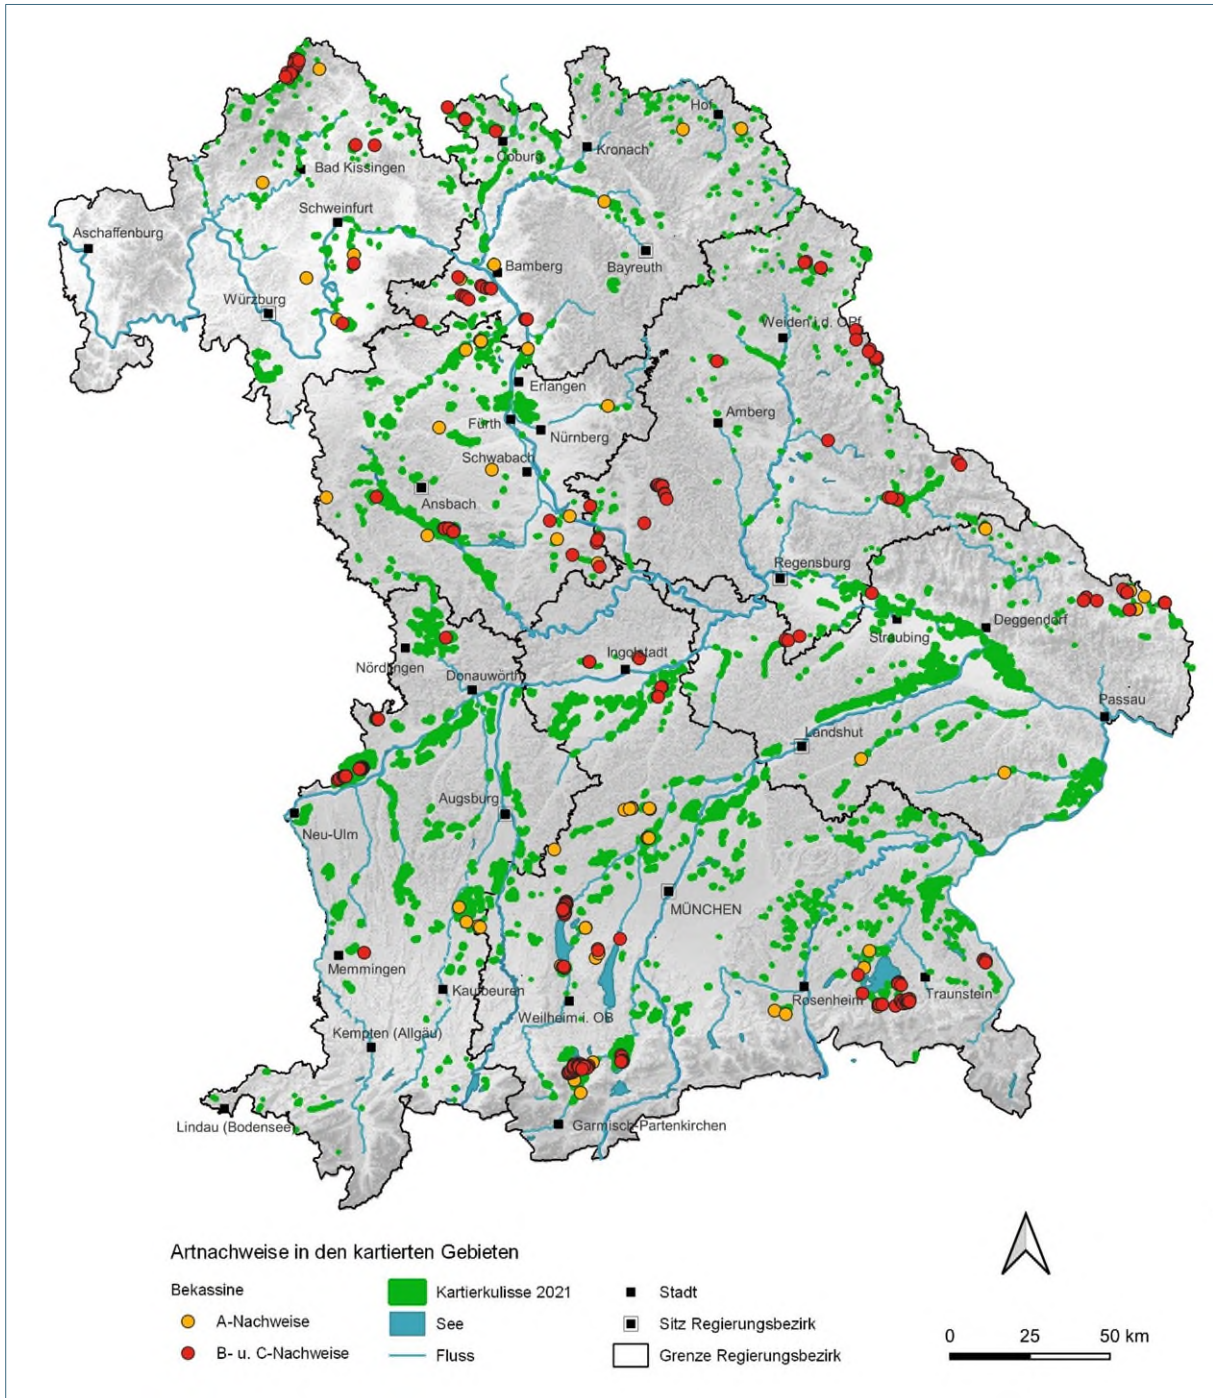 Hof
Coburg
Kronach
Bad Kissingen
Schweinfurt
Aschaffenburg
Bamberg
Bayreuth
Würzburg
Weiden i.d. OPf
Erlangen
Amberg
Fürth
Nürnberg
Schwabach
Ansbach
Regensburg
Straubing
Deggendorf
Nördlingen
Ingolstadt
Donauwörth
Passau
Landshut
Augsburg
Neu-Ulm
MÜNCHEN
Memmingen
Kaufbeuren
Rosenheim
Traunstein
Weilheim i. OB
Kempten (Allgäu)
Lindau (Bodensee)
Garmisch-Partenkirchen
Artnachweise in den kartierten Gebieten
Bekassine
A-Nachweise
B- u. C-Nachweise
Kartierkulisse 2021
See
Fluss
Stadt
Sitz Regierungsbezirk
Grenze Regierungsbezirk
0 25 50 km